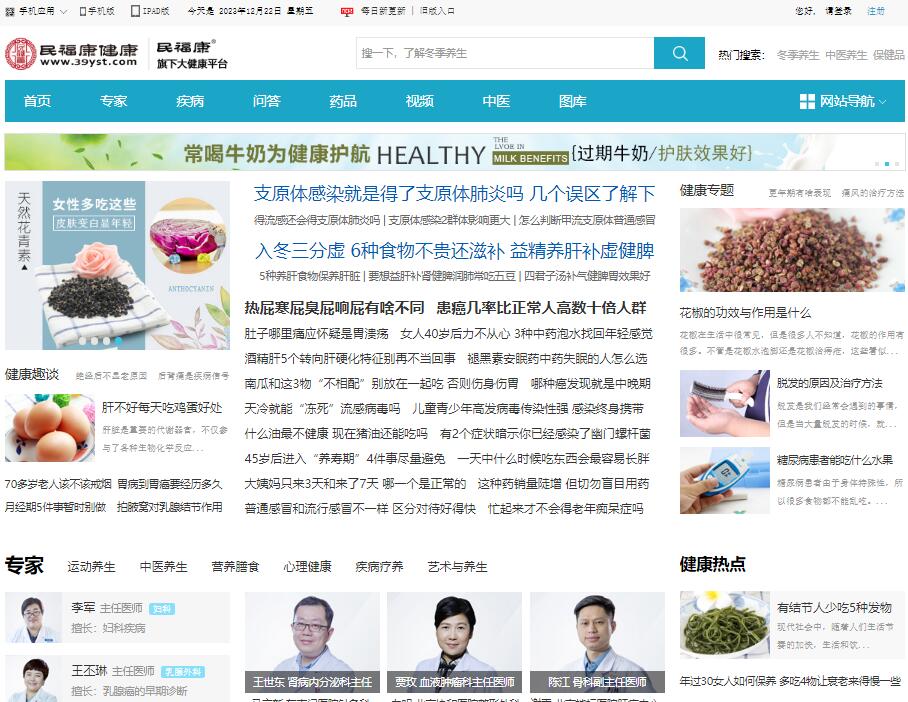 手机应用 手机版 IPAD版 今天是 2023年12月22日 星期五 每日新更新 | 旧版入口 您好, 请登录 注册
民福康健康 www.39yst.com 民福康® 旗下大健康平台
搜一下，了解冬季养生 热门搜索: 冬季养生 中医养生 保健品
首页 专家 疾病 问答 药品 视频 中医 图库 网站导航
常喝牛奶为健康护航 HEALTHY THE LVOR IN MILK BENEFITS {过期牛奶/护肤效果好}
天然花青素
女性多吃这些
皮肤变白显年轻
ANTHOCYANIN
健康趣谈 绝经后不显老原因 后背痛是疾病信号
肝不好每天吃鸡蛋好处
肝脏是重要的代谢器官，不仅参
与了各种生物化学反应...
70多岁老人该不该戒烟 胃病到胃癌要经历多久
月经期5件事暂时别做 拍腋窝对乳腺结节作用
支原体感染就是得了支原体肺炎吗 几个误区了解下
得流感还会得支原体肺炎吗 | 支原体感染2群体影响更大 | 怎么判断甲流支原体普通感冒
入冬三分虚 6种食物不贵还滋补 益精养肝补虚健脾
5种养肝食物保养肝脏 | 要想益肝补肾健脾润肺常吃五豆 | 四君子汤补气健脾胃效果好
热屁寒屁臭屁响屁有啥不同 患癌几率比正常人高数十倍人群
肚子哪里痛应怀疑是胃溃疡 女人40岁后力不从心 3种中药泡水找回年轻感觉
酒精肝5个转向肝硬化特征别再不当回事 褪黑素安眠药中药失眠的人怎么选
南瓜和这3物“不相配”别放在一起吃 否则伤身伤胃 哪种癌发现就是中晚期
天冷就能“冻死”流感病毒吗 儿童青少年高发病毒传染性强 感染终身携带
什么油最不健康 现在猪油还能吃吗 有2个症状暗示你已经感染了幽门螺杆菌
45岁后进入“养寿期”4件事尽量避免 一天中什么时候吃东西会最容易长胖
大姨妈只来3天和来了7天 哪一个是正常的 这种药销量陡增 但切勿盲目用药
普通感冒和流行感冒不一样 区分对待好得快 忙起来才不会得老年痴呆症吗
健康专题 更年期有啥表现 痛风的治疗方法
花椒的功效与作用是什么
花椒在生活中很常见，但是很多人不知道，花椒的作用有
很多。不管是花椒水泡脚还是花椒治痔疮，这些看似...
脱发的原因及治疗方法
脱发是我们经常会遇到的事情，
但是当大量脱发的时候，就...
糖尿病患者能吃什么水果
糖尿病患者由于身体特殊性，所
以很多食物都不能乱吃。...
专家 运动养生 中医养生 营养膳食 心理健康 疾病疗养 艺术与养生
李军 主任医师 妇科
擅长：妇科疾病
王丕琳 主任医师 乳腺外科
擅长：乳腺癌的早期诊断
王世东 肾病内分泌科主任
贾玫 血液肿瘤科主任医师
陈江 骨科副主任医师
健康热点
有结节人少吃5种发物
现代社会中，随着人们生活节
奏的加快，生活和饮...
年过30女人如何保养 多吃4物让衰老来得慢一些